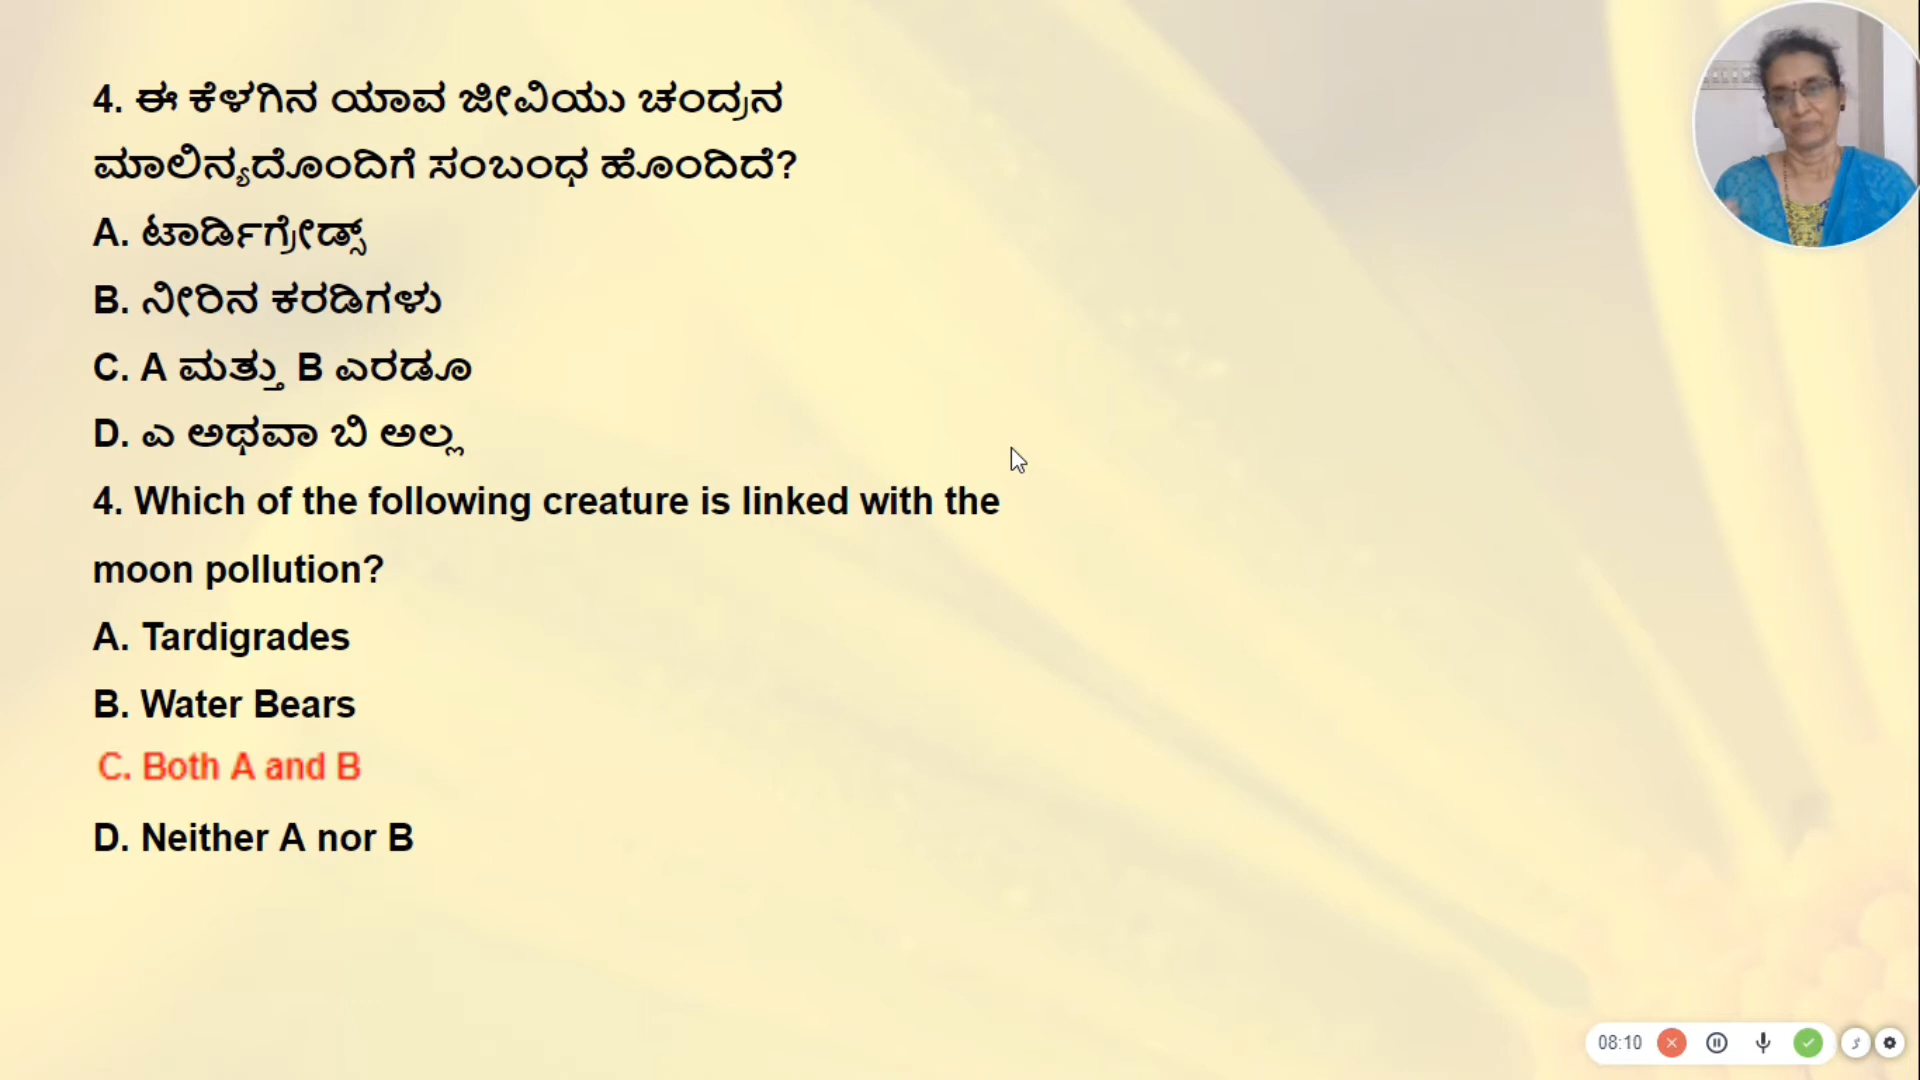 4. ಈ ಕೆಳಗಿನ ಯಾವ ಜೀವಿಯು ಚಂದ್ರನ
ಮಾಲಿನ್ಯದೊಂದಿಗೆ ಸಂಬಂಧ ಹೊಂದಿದೆ?
A. ಟಾರ್ಡಿಗ್ರೇಡ್ಸ್
B. ನೀರಿನ ಕರಡಿಗಳು
C. A ಮತ್ತು B ಎರಡೂ
D. ಎ ಅಥವಾ ಬಿ ಅಲ್ಲ
4. Which of the following creature is linked with the
moon pollution?
A. Tardigrades
B. Water Bears
C. Both A and B
D. Neither A nor B
08:10